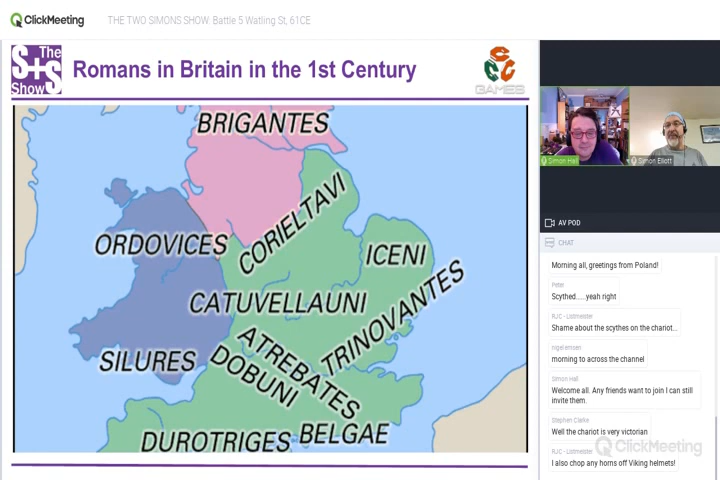 ClickMeeting
THE TWO SIMONS SHOW: Battle 5 Watling St, 61CE
The
S+S
Show
Romans in Britain in the 1st Century
SCC
GAMES
BRIGANTES
ORDOVICES
CORIELTAVI
ICENI
CATUVELLAUNI
TRINOVANTES
ATREBATES
SILURES
DOBUNI
DUROTRIGES
BELGAE
Simon Hall
Simon Elliott
AV POD
CHAT
Morning all, greetings from Poland!
Peter
Scythed......yeah right
RJC - Listmeister
Shame about the scythes on the chariot...
morning to across the channel
Simon Hall
Welcome all. Any friends want to join I can still
invite them.
Stephen Clarke
Well the chariot is very victorian
ClickMeeting
RJC - Listmeister
I also chop any horns off Viking helmets!